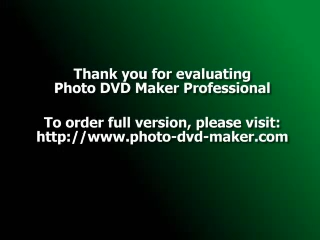 Thank you for evaluating
Photo DVD Maker Professional
To order full version, please visit:
http://www.photo-dvd-maker.com